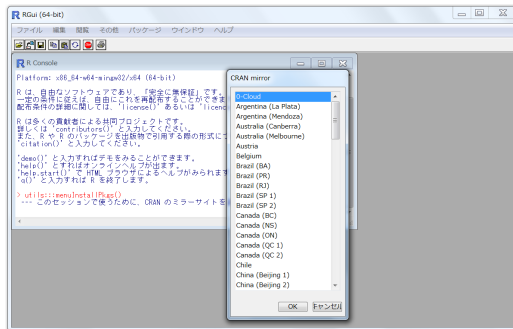 RGui (64-bit)
ファイル 編集 閲覧 その他 パッケージ ウインドウ ヘルプ
R Console
Platform: x86_64-w64-mingw32/x64 (64-bit)
R は、自由なソフトウェアであり、「完全に無保証」です。
一定の条件に従えば、自由にこれを再配布することができま
配布条件の詳細に関しては、'license()' あるいは 'licenc
R は多くの貢献者による共同プロジェクトです。
詳しくは 'contributors()' と入力してください。
また、R や R のパッケージを出版物で引用する際の形式に
'citation()' と入力してください。
'demo()' と入力すればデモをみることができます。
'help()' とすればオンラインヘルプが出ます。
'help.start()' で HTML ブラウザによるヘルプがみられます
'q()' と入力すれば R を終了します。
> utils:::menuInstallPkgs()
--- このセッションで使うために、CRAN のミラーサイトを
CRAN mirror
0-Cloud
Argentina (La Plata)
Argentina (Mendoza)
Australia (Canberra)
Australia (Melbourne)
Austria
Belgium
Brazil (BA)
Brazil (PR)
Brazil (RJ)
Brazil (SP 1)
Brazil (SP 2)
Canada (BC)
Canada (NS)
Canada (ON)
Canada (QC 1)
Canada (QC 2)
Chile
China (Beijing 1)
China (Beijing 2)
OK キャンセル